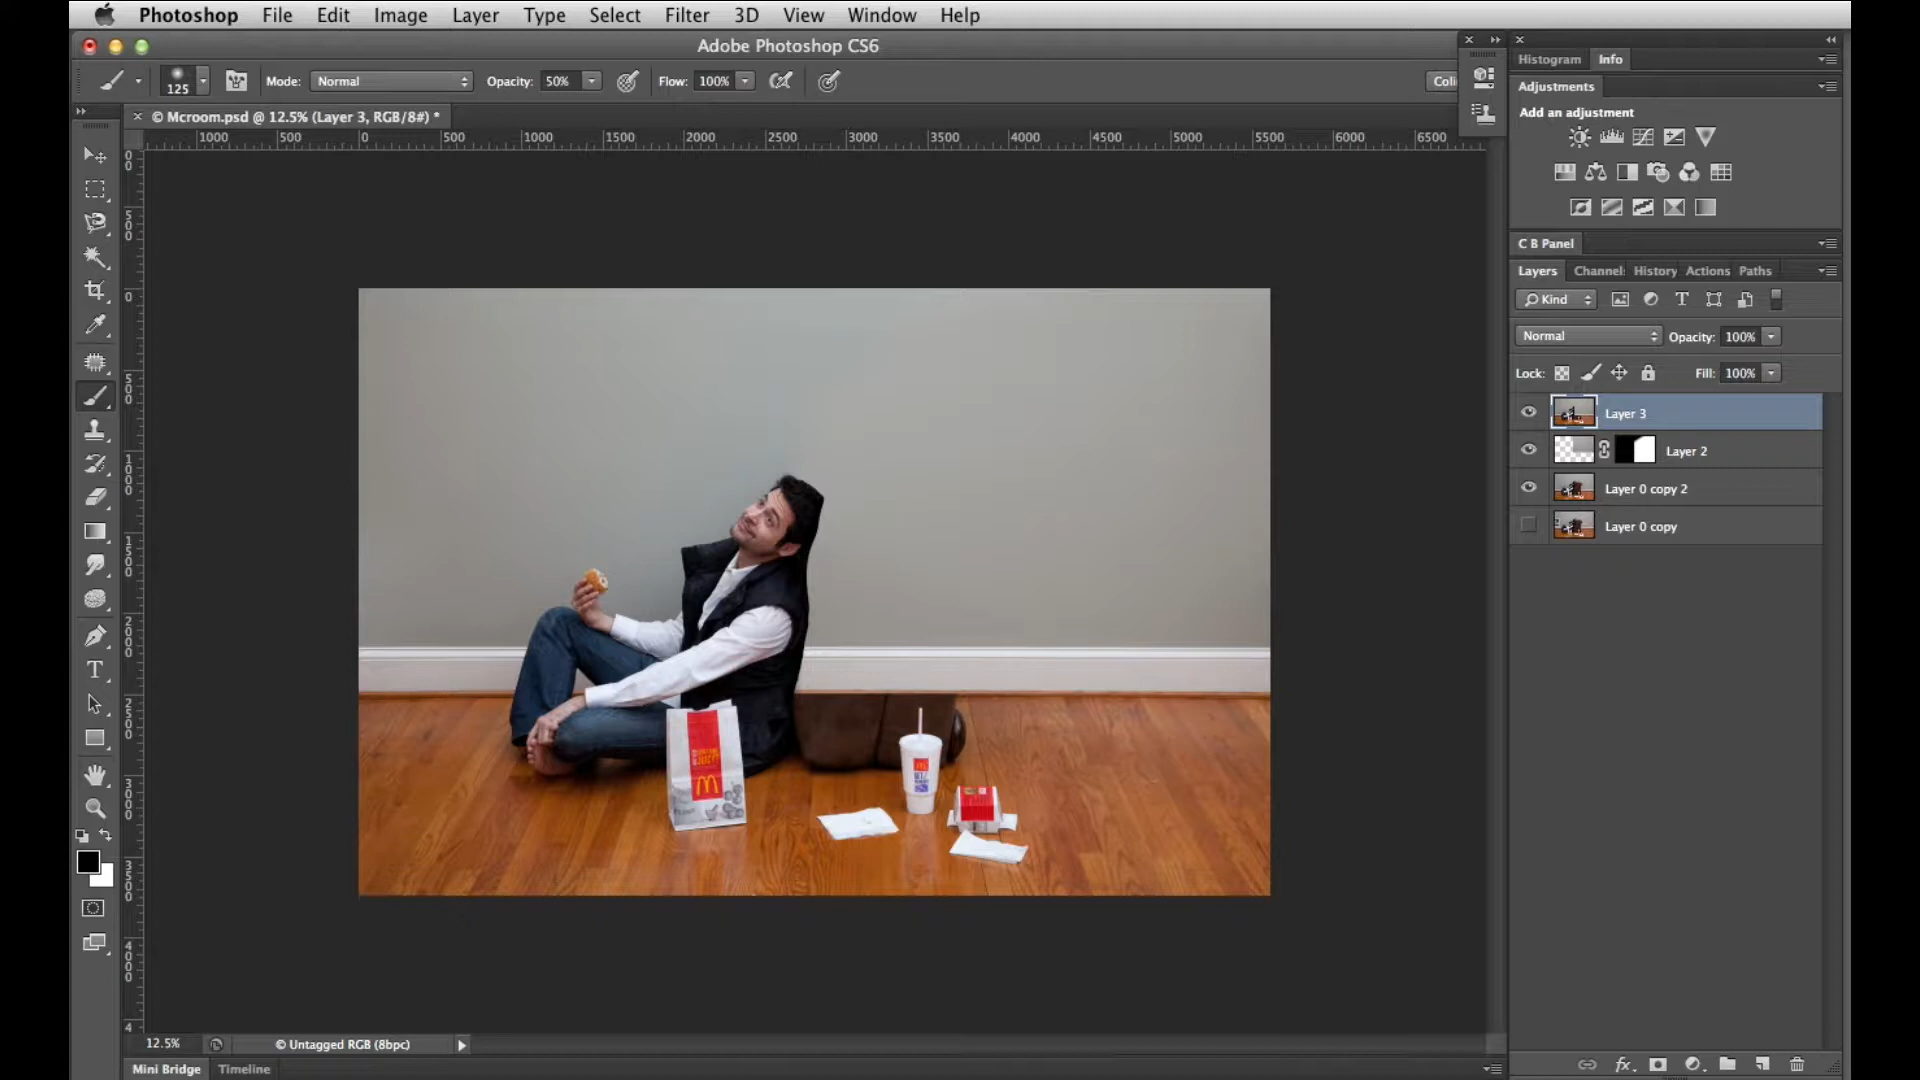 Photoshop File Edit Image Layer Type Select Filter 3D View Window Help
Adobe Photoshop CS6
125 Mode: Normal Opacity: 50% Flow: 100%
© Mcroom.psd @ 12.5% (Layer 3, RGB/8#) *
1000 500 0 500 1000 1500 2000 2500 3000 3500 4000 4500 5000 5500 6000 6500
Histogram Info
Adjustments
Add an adjustment
C B Panel
Layers Channel History Actions Paths
Kind
Normal Opacity: 100%
Lock: Fill: 100%
Layer 3
Layer 2
Layer 0 copy 2
Layer 0 copy
12.5% © Untagged RGB (8bpc)
Mini Bridge Timeline